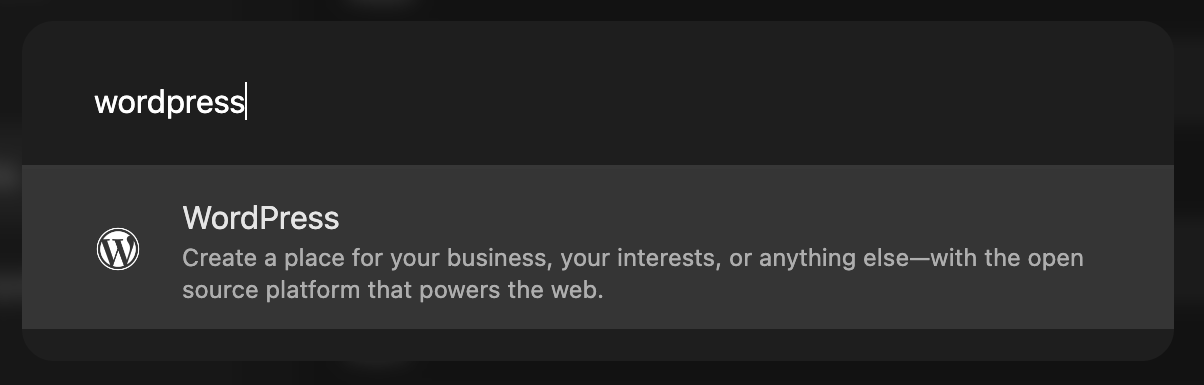 wordpress
WordPress
Create a place for your business, your interests, or anything else—with the open
source platform that powers the web.